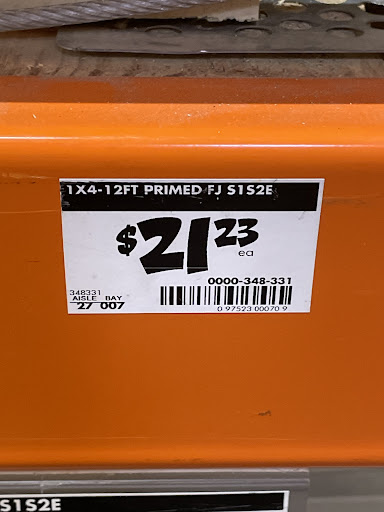 1X4-12FT PRIMED FJ S1S2E
$21 23
ea
0000-348-331
348331
AISLE BAY
27 007
0 97523 00070 9
S1S2E